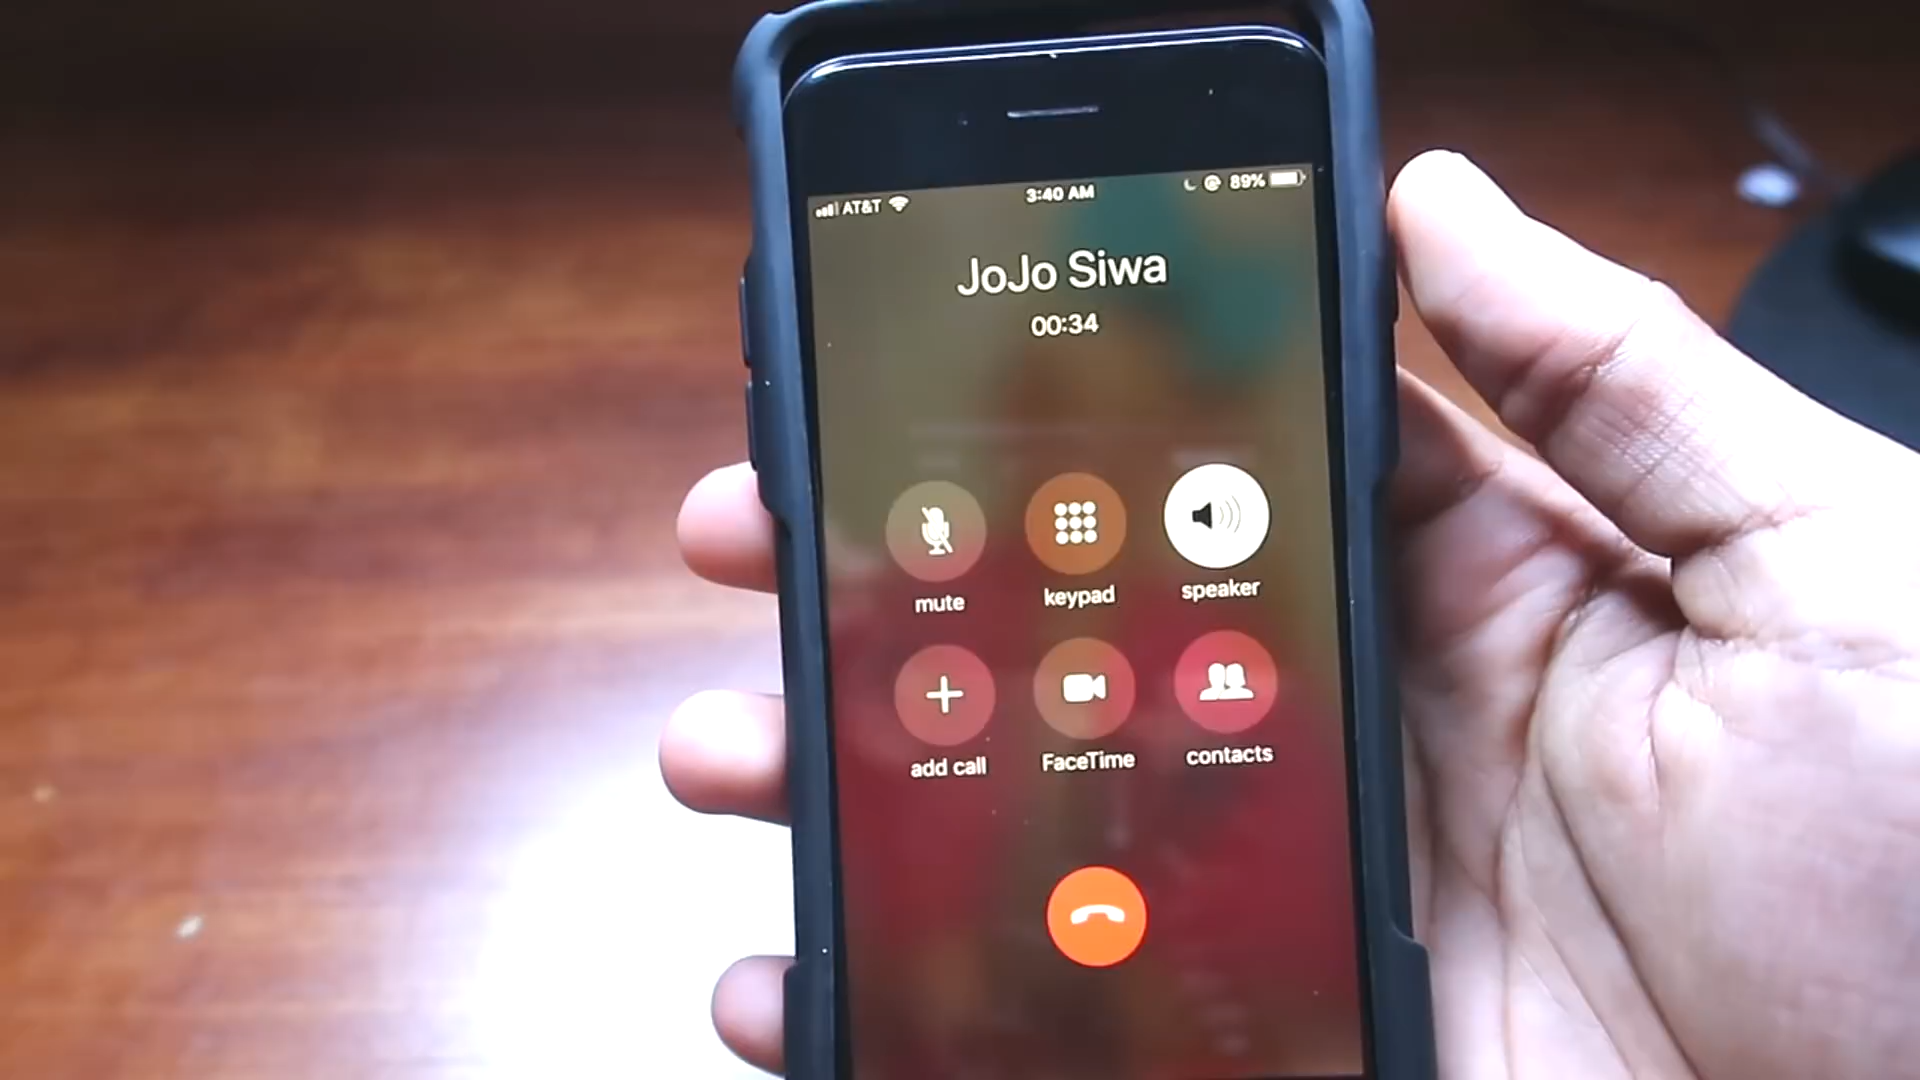 AT&T 3:40 AM 89%
JoJo Siwa
00:34
mute keypad speaker
add call FaceTime contacts